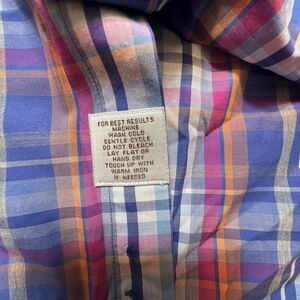 FOR BEST RESULTS
MACHINE
WASH COLD
GENTLE CYCLE
DO NOT BLEACH
LAY FLAT OR
HANG DRY
TOUCH UP WITH
WARM IRON
IF NEEDED